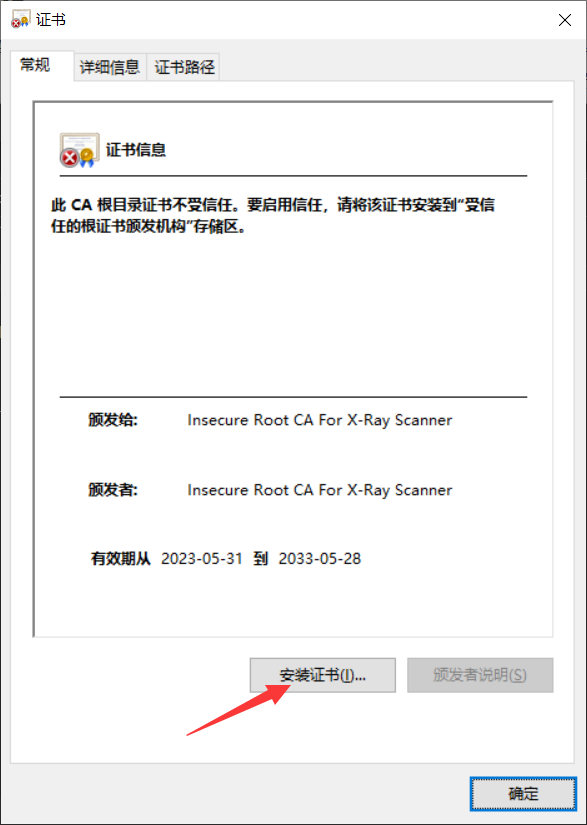 证书
常规
详细信息
证书路径
证书信息
此 CA 根目录证书不受信任。要启用信任，请将该证书安装到“受信
任的根证书颁发机构”存储区。
颁发给: Insecure Root CA For X-Ray Scanner
颁发者: Insecure Root CA For X-Ray Scanner
有效期从 2023-05-31 到 2033-05-28
安装证书(I)...
颁发者说明(S)
确定